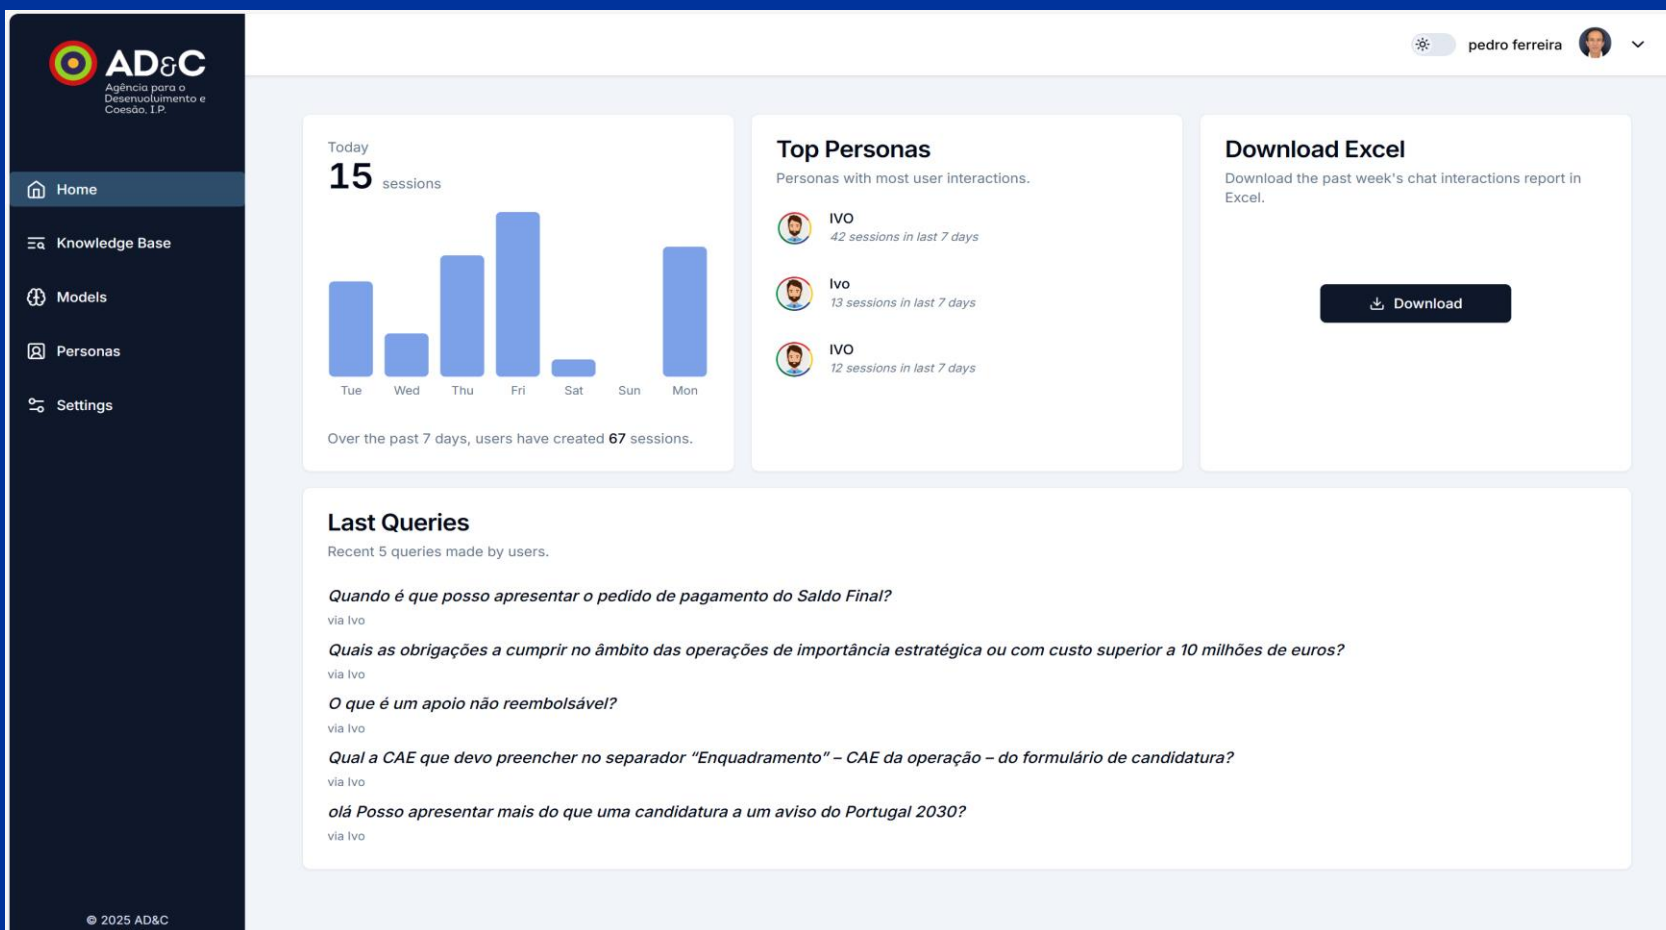 AD&C
Agência para o
Desenvolvimento e
Coesão, I.P.
pedro ferreira
Home
Knowledge Base
Models
Personas
Settings
© 2025 AD&C
Today
15 sessions
Tue Wed Thu Fri Sat Sun Mon
Over the past 7 days, users have created 67 sessions.
Top Personas
Personas with most user interactions.
IVO
42 sessions in last 7 days
Ivo
13 sessions in last 7 days
IVO
12 sessions in last 7 days
Download Excel
Download the past week's chat interactions report in
Excel.
Download
Last Queries
Recent 5 queries made by users.
Quando é que posso apresentar o pedido de pagamento do Saldo Final?
via Ivo
Quais as obrigações a cumprir no âmbito das operações de importância estratégica ou com custo superior a 10 milhões de euros?
via Ivo
O que é um apoio não reembolsável?
via Ivo
Qual a CAE que devo preencher no separador “Enquadramento” – CAE da operação – do formulário de candidatura?
via Ivo
olá Posso apresentar mais do que uma candidatura a um aviso do Portugal 2030?
via Ivo